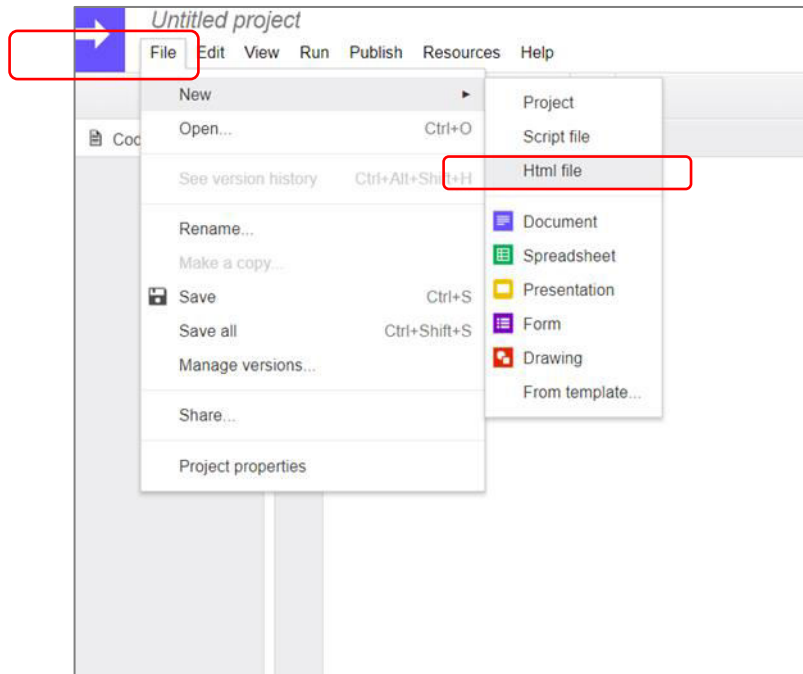 Untitled project
File Edit View Run Publish Resources Help
New
Open... Ctrl+O
See version history Ctrl+Alt+Shift+H
Rename...
Make a copy...
Save Ctrl+S
Save all Ctrl+Shift+S
Manage versions...
Share...
Project properties
Project
Script file
Html file
Document
Spreadsheet
Presentation
Form
Drawing
From template...